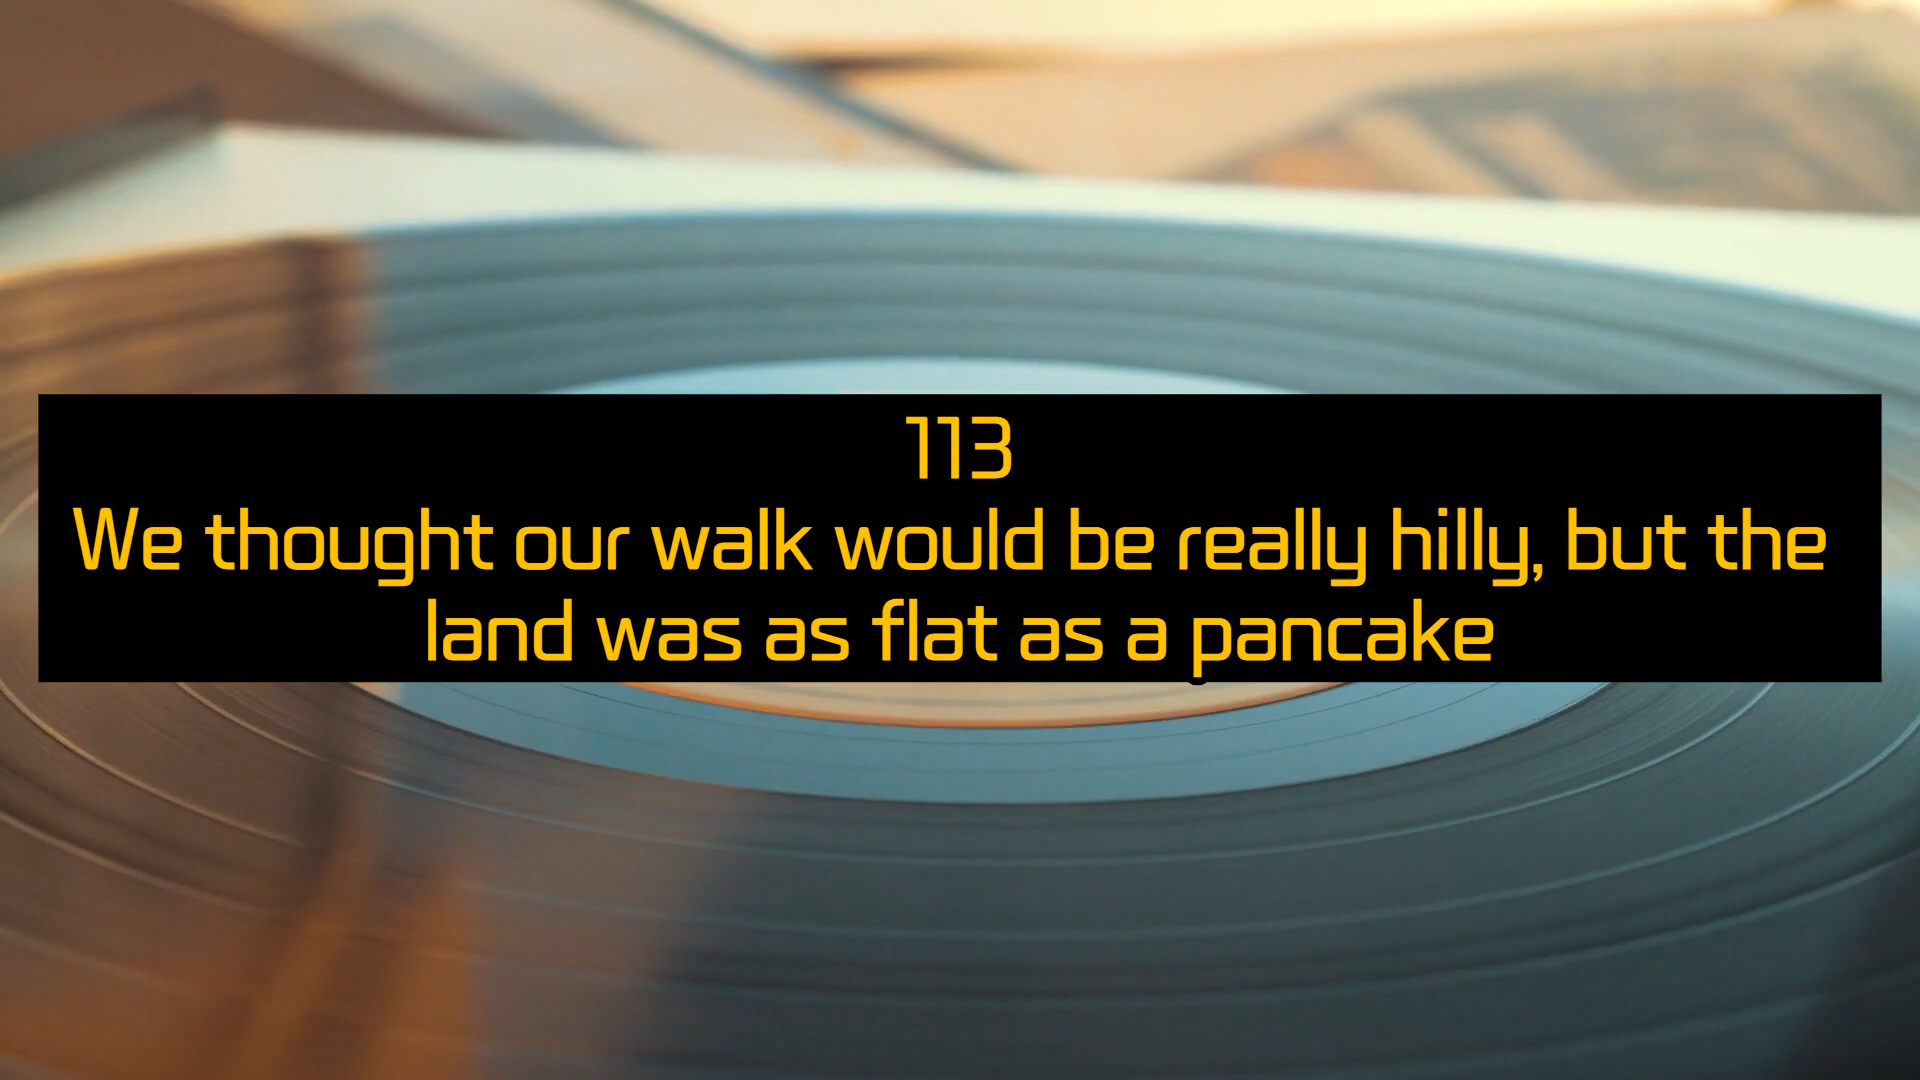 113
We thought our walk would be really hilly, but the
land was as flat as a pancake